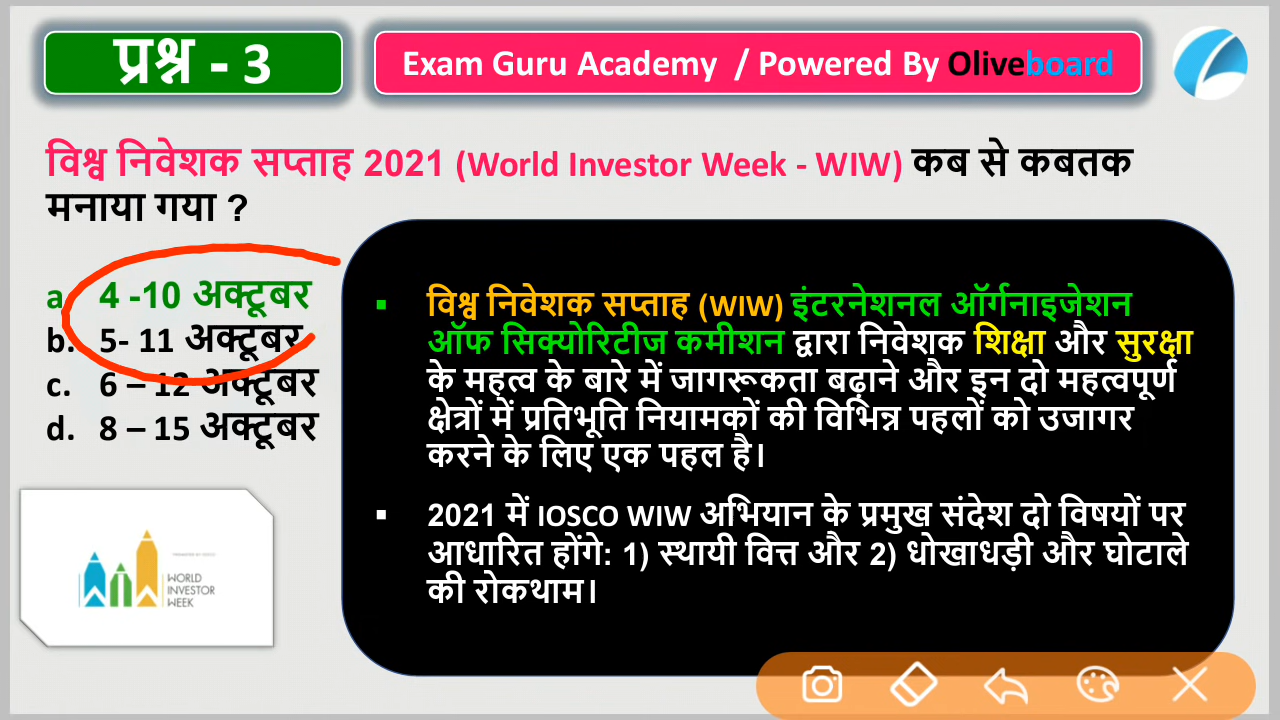 प्रश्न - 3
Exam Guru Academy / Powered By Oliveboard
विश्व निवेशक सप्ताह 2021 (World Investor Week - WIW) कब से कबतक
मनाया गया ?
a. 4 -10 अक्टूबर
b. 5- 11 अक्टूबर
c. 6 – 12 अक्टूबर
d. 8 – 15 अक्टूबर
▪ विश्व निवेशक सप्ताह (WIW) इंटरनेशनल ऑर्गनाइजेशन
ऑफ सिक्योरिटीज कमीशन द्वारा निवेशक शिक्षा और सुरक्षा
के महत्व के बारे में जागरूकता बढ़ाने और इन दो महत्वपूर्ण
क्षेत्रों में प्रतिभूति नियामकों की विभिन्न पहलों को उजागर
करने के लिए एक पहल है।
▪ 2021 में IOSCO WIW अभियान के प्रमुख संदेश दो विषयों पर
आधारित होंगे: 1) स्थायी वित्त और 2) धोखाधड़ी और घोटाले
की रोकथाम।
WORLD
INVESTOR
WEEK